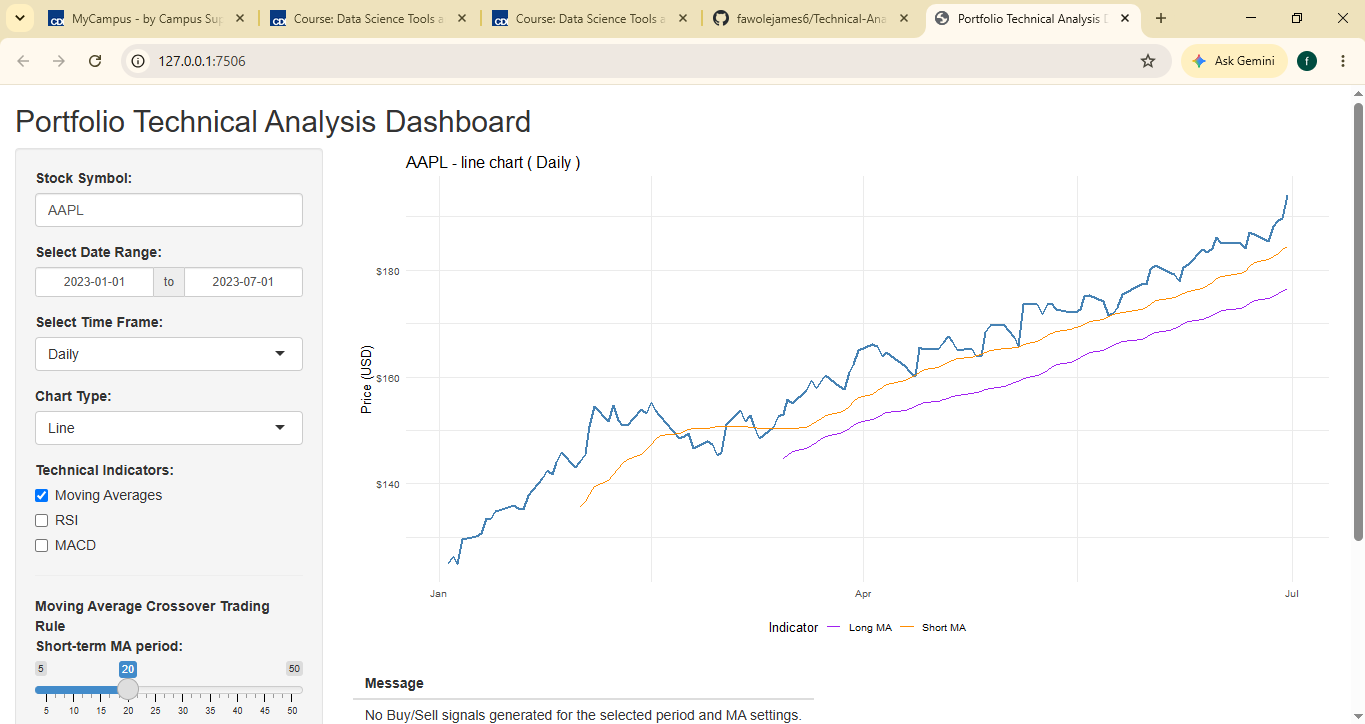 MyCampus - by Campus Sup
Course: Data Science Tools a
Course: Data Science Tools a
fawolejames6/Technical-Ana
Portfolio Technical Analysis D
127.0.0.1:7506
Ask Gemini
f
Portfolio Technical Analysis Dashboard
Stock Symbol:
AAPL
Select Date Range:
2023-01-01 to 2023-07-01
Select Time Frame:
Daily
Chart Type:
Line
Technical Indicators:
Moving Averages
RSI
MACD
Moving Average Crossover Trading
Rule
Short-term MA period:
5 20 50
5 10 15 20 25 30 35 40 45 50
AAPL - line chart ( Daily )
Price (USD)
$180
$160
$140
Jan Apr Jul
Indicator Long MA Short MA
Message
No Buy/Sell signals generated for the selected period and MA settings.